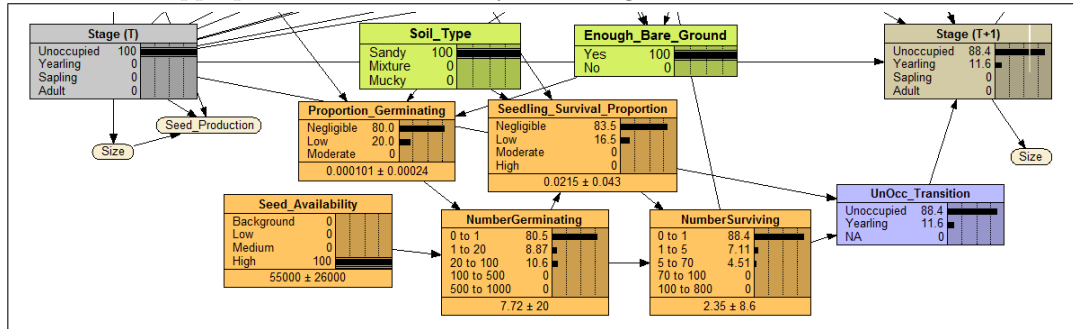 Stage (T)
Unoccupied 100
Yearling 0
Sapling 0
Adult 0
Soil_Type
Sandy 100
Mixture 0
Mucky 0
Enough_Bare_Ground
Yes 100
No 0
Stage (T+1)
Unoccupied 88.4
Yearling 11.6
Sapling 0
Adult 0
Seed_Production
Size
Proportion_Germinating
Negligible 80.0
Low 20.0
Moderate 0
0.000101 ± 0.00024
Seedling_Survival_Proportion
Negligible 83.5
Low 16.5
Moderate 0
High 0
0.0215 ± 0.043
Size
Seed_Availability
Background 0
Low 0
Medium 0
High 100
55000 ± 26000
NumberGerminating
0 to 1 80.5
1 to 20 8.87
20 to 100 10.6
100 to 500 0
500 to 1000 0
7.72 ± 20
NumberSurviving
0 to 1 88.4
1 to 5 7.11
5 to 70 4.51
70 to 100 0
100 to 800 0
2.35 ± 8.6
UnOcc_Transition
Unoccupied 88.4
Yearling 11.6
NA 0